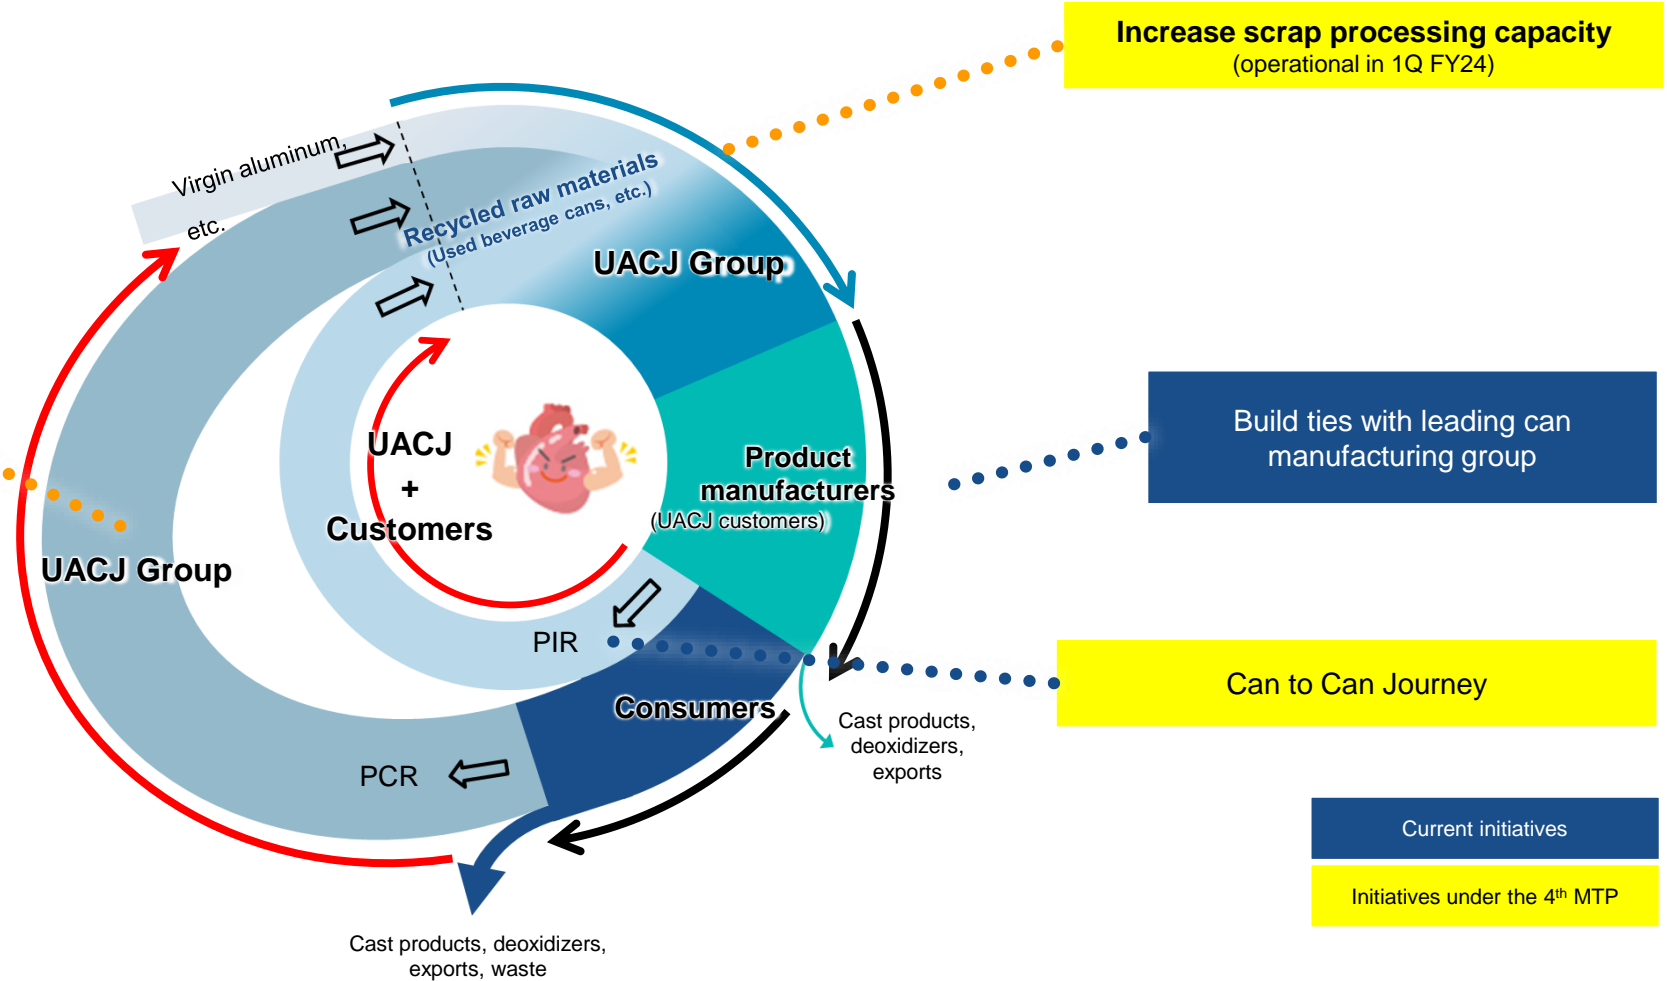 Increase scrap processing capacity
(operational in 1Q FY24)
Virgin aluminum,
etc.
Recycled raw materials
(Used beverage cans, etc.)
UACJ Group
Build ties with leading can
manufacturing group
UACJ
+
Customers
Product
manufacturers
(UACJ customers)
UACJ Group
PIR
Can to Can Journey
Consumers
Cast products,
deoxidizers,
exports
PCR
Current initiatives
Initiatives under the 4th MTP
Cast products, deoxidizers,
exports, waste